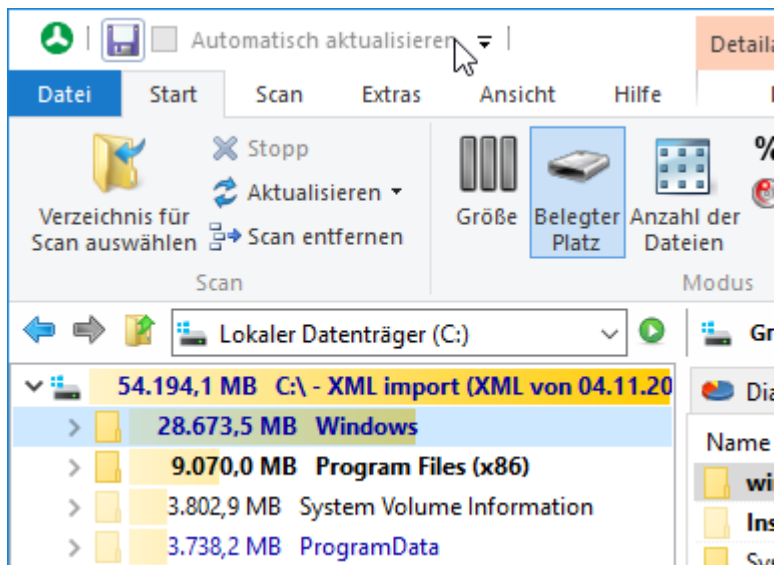 Automatisch aktualisieren
Datei Start Scan Extras Ansicht Hilfe
Stopp
Aktualisieren
Scan entfernen
Verzeichnis für
Scan auswählen
Scan
Größe
Belegter
Platz
Anzahl der
Dateien
%
Modus
Lokaler Datenträger (C:)
54.194,1 MB C:\ - XML import (XML von 04.11.20
28.673,5 MB Windows
9.070,0 MB Program Files (x86)
3.802,9 MB System Volume Information
3.738,2 MB ProgramData
Name